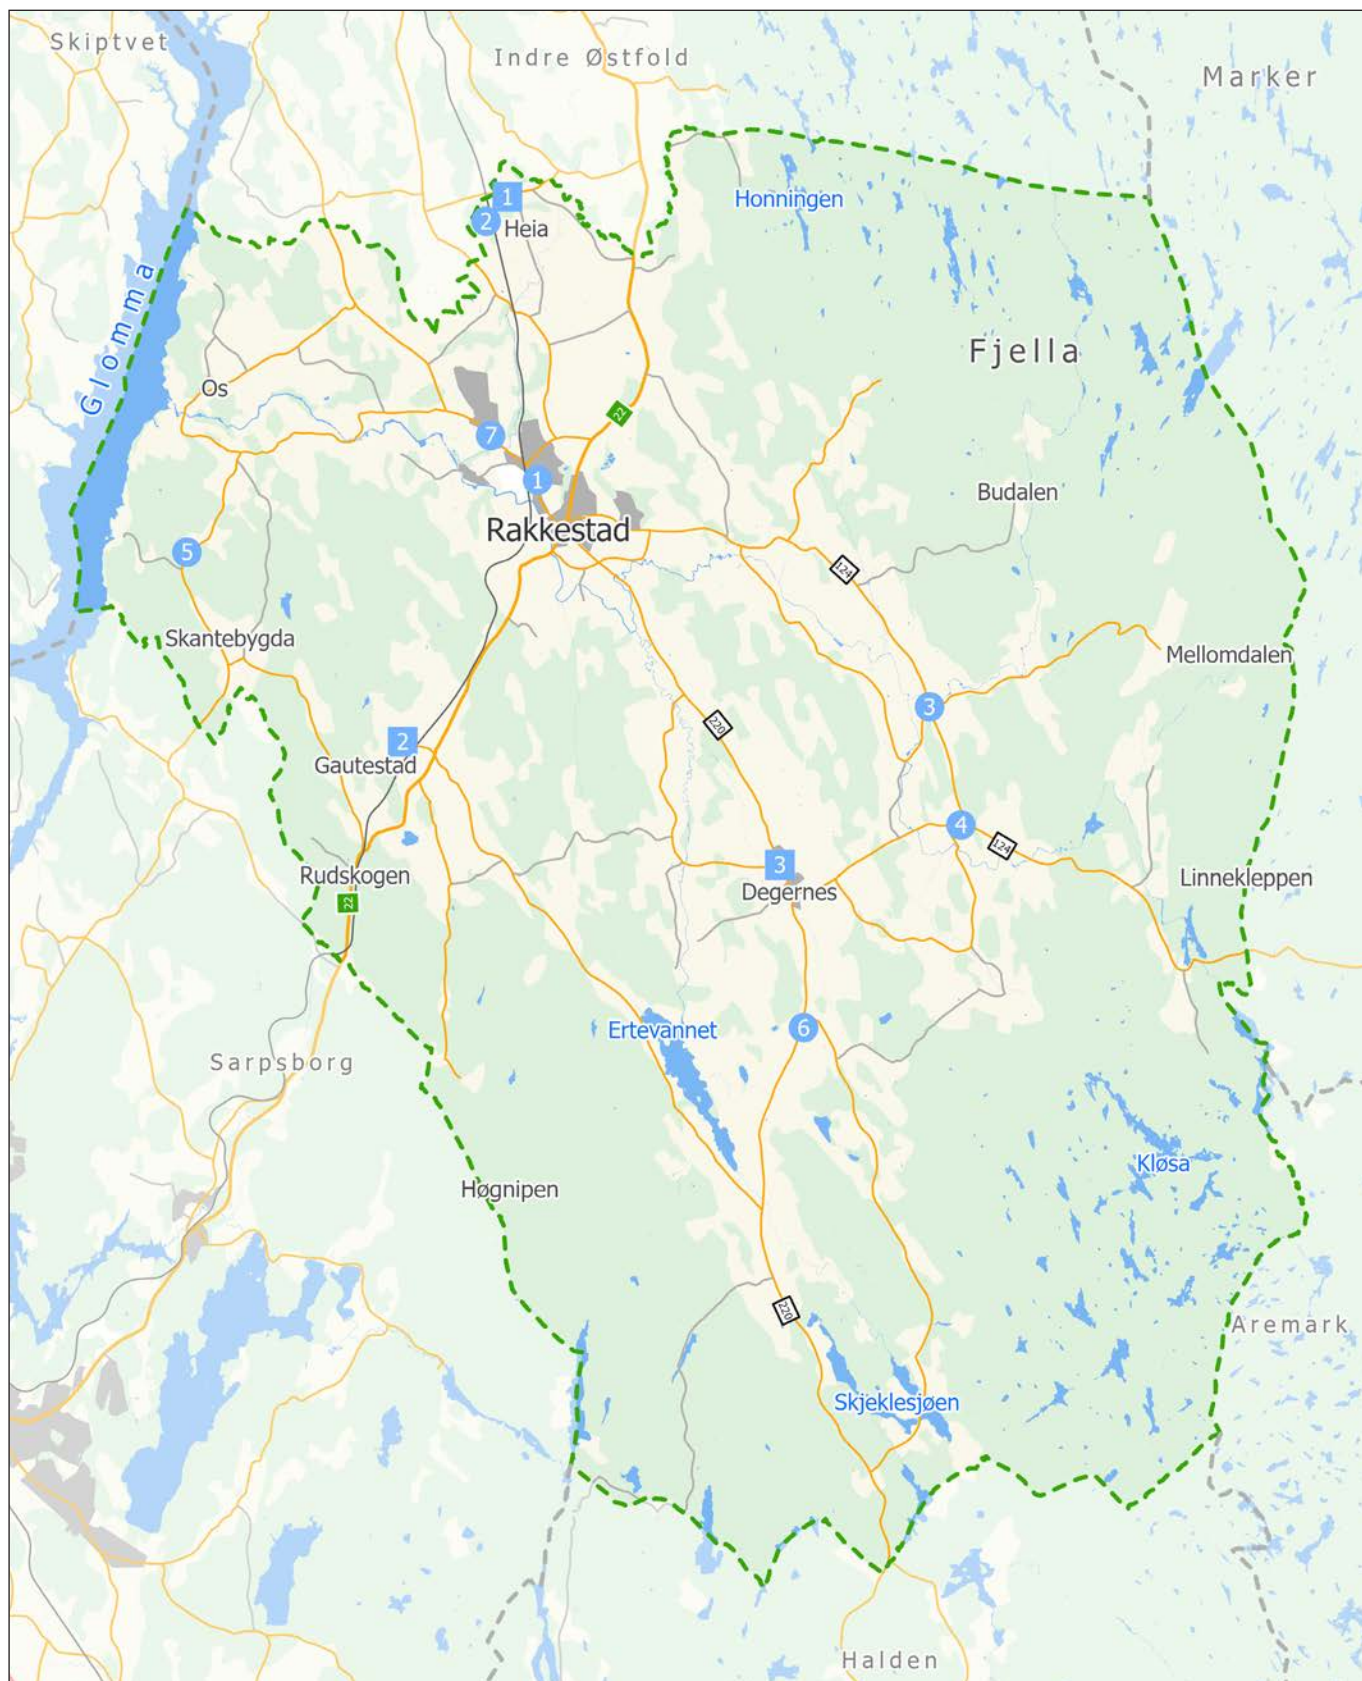 Skiptvet
Indre Østfold
Marker
1
Honningen
2
Heia
Glomma
Fjella
Os
22
7
1
Budalen
Rakkestad
5
124
Skantebygda
Mellomdalen
3
220
2
Gautestad
4
124
3
Rudskogen
Linnekleppen
Degernes
22
Ertevannet
6
Sarpsborg
Kløsa
Høgnipen
220
Aremark
Skjeklesjøen
Halden